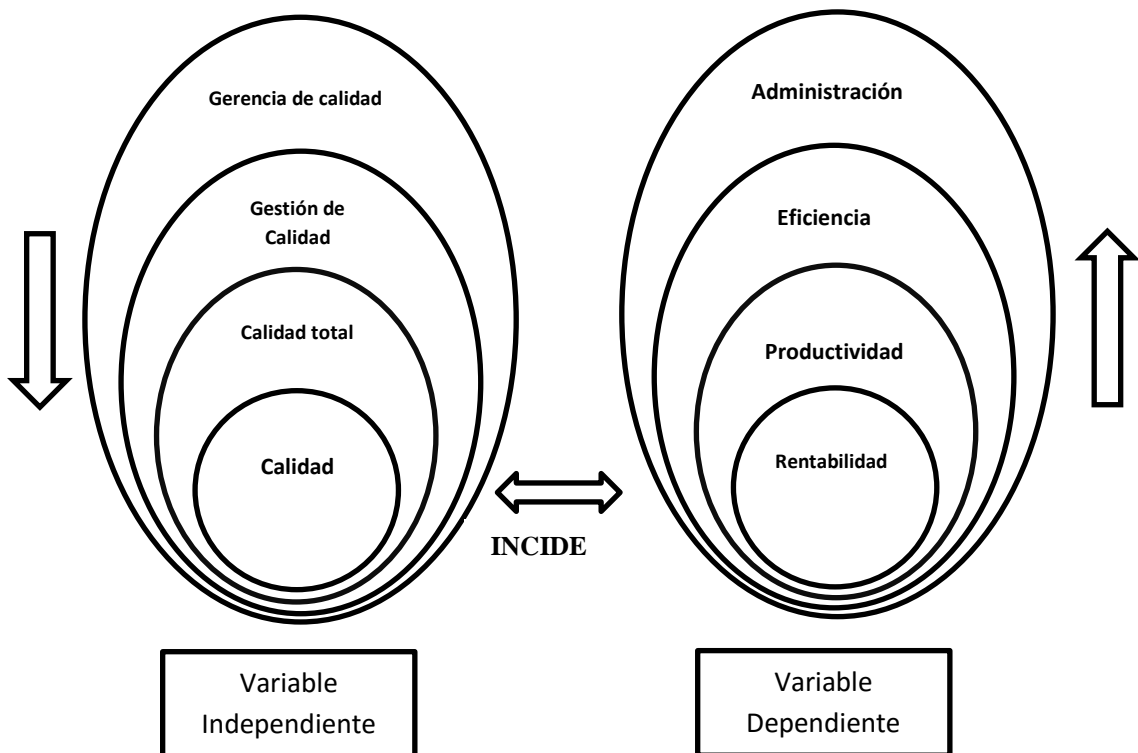 Gerencia de calidad
Gestión de
Calidad
Calidad total
Calidad
Administración
Eficiencia
Productividad
Rentabilidad
INCIDE
Variable
Independiente
Variable
Dependiente